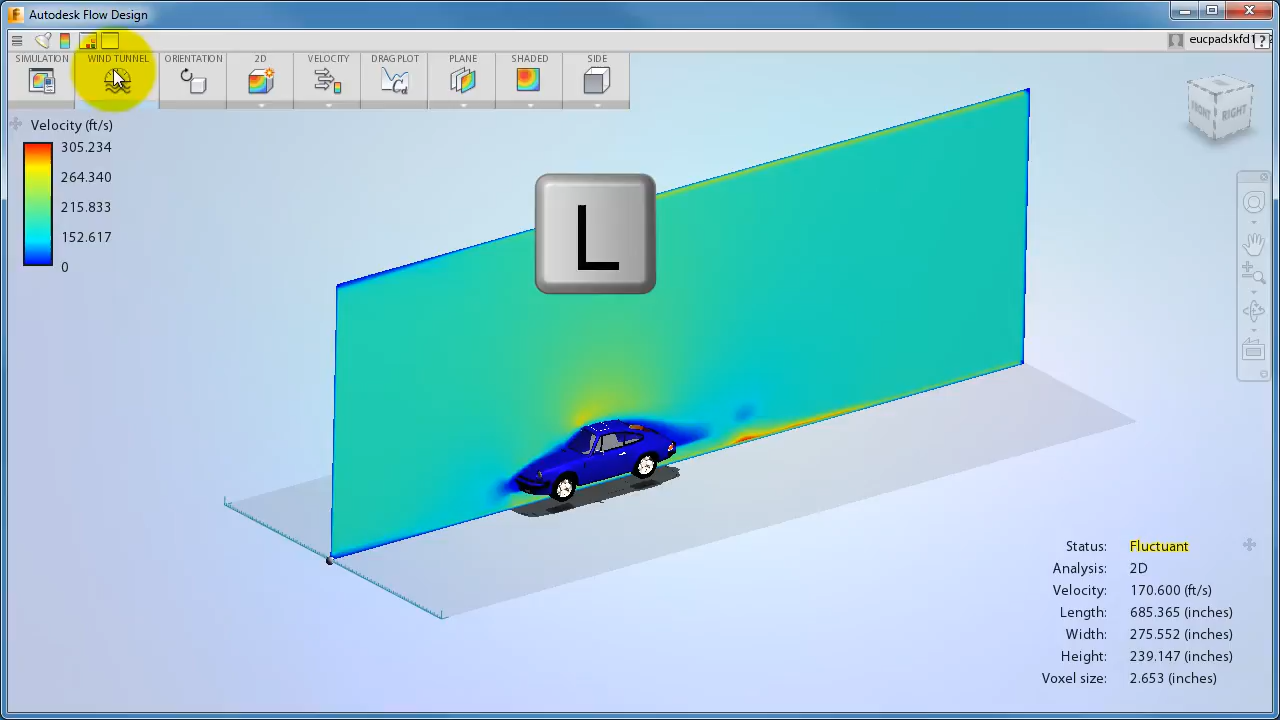 Autodesk Flow Design
eucpadskfd1
?
SIMULATION WIND TUNNEL ORIENTATION 2D VELOCITY DRAG PLOT PLANE SHADED SIDE
Velocity (ft/s)
305.234
264.340
215.833
152.617
0
L
FRONT RIGHT
Status: Fluctuant
Analysis: 2D
Velocity: 170.600 (ft/s)
Length: 685.365 (inches)
Width: 275.552 (inches)
Height: 239.147 (inches)
Voxel size: 2.653 (inches)